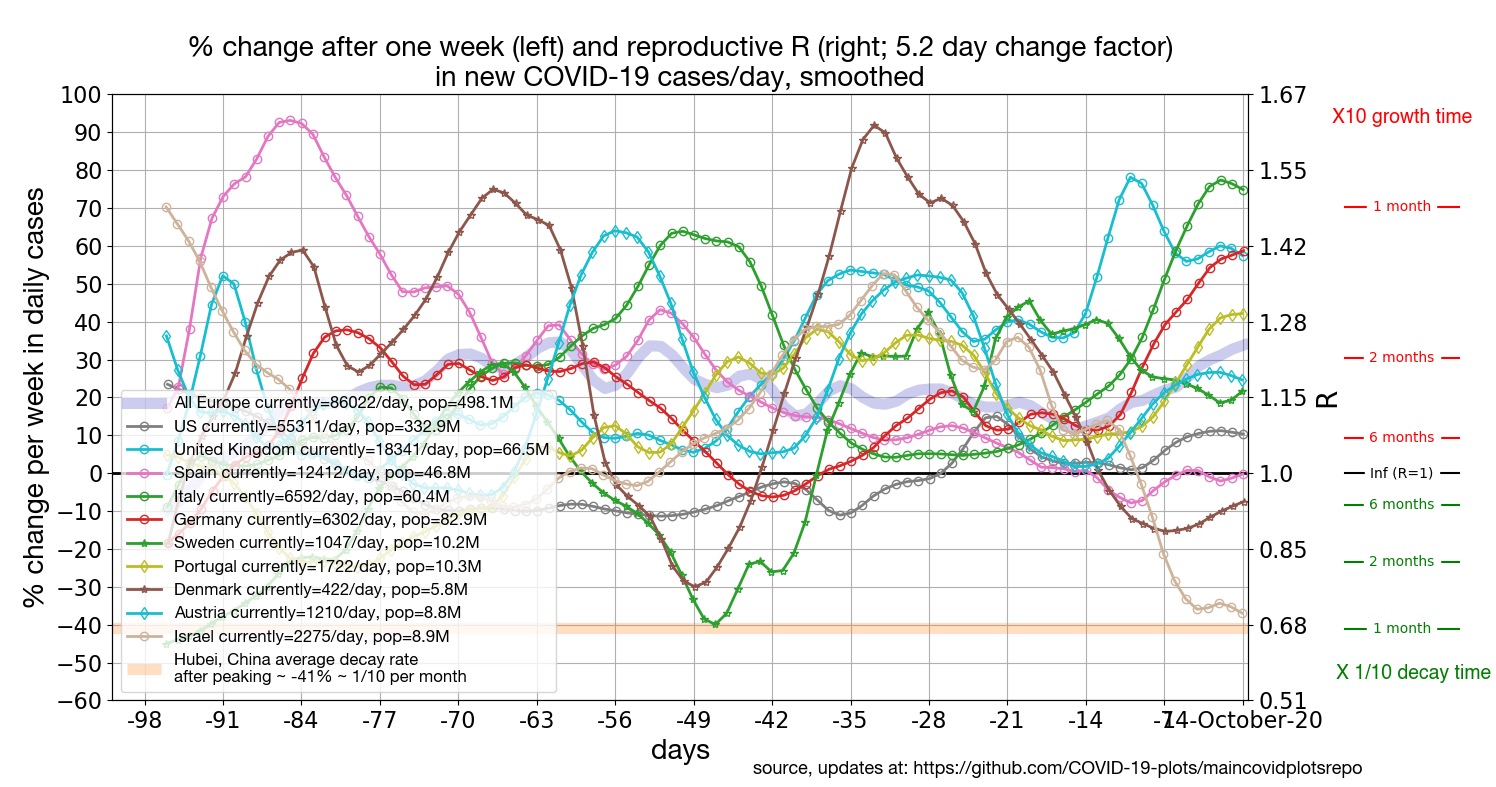 % change after one week (left) and reproductive R (right; 5.2 day change factor)
in new COVID-19 cases/day, smoothed
100
90
80
70
60
50
40
30
20
10
0
−10
−20
−30
−40
−50
−60
% change per week in daily cases
All Europe currently=86022/day, pop=498.1M
US currently=55311/day, pop=332.9M
United Kingdom currently=18341/day, pop=66.5M
Spain currently=12412/day, pop=46.8M
Italy currently=6592/day, pop=60.4M
Germany currently=6302/day, pop=82.9M
Sweden currently=1047/day, pop=10.2M
Portugal currently=1722/day, pop=10.3M
Denmark currently=422/day, pop=5.8M
Austria currently=1210/day, pop=8.8M
Israel currently=2275/day, pop=8.9M
Hubei, China average decay rate
after peaking ~ -41% ~ 1/10 per month
1.67
1.55
1.42
1.28
1.15
1.0
0.85
0.68
0.51
R
X10 growth time
1 month
2 months
6 months
Inf (R=1)
6 months
2 months
1 month
X 1/10 decay time
-98 -91 -84 -77 -70 -63 -56 -49 -42 -35 -28 -21 -14 -7 14-October-20
days
source, updates at: https://github.com/COVID-19-plots/maincovidplotsrepo